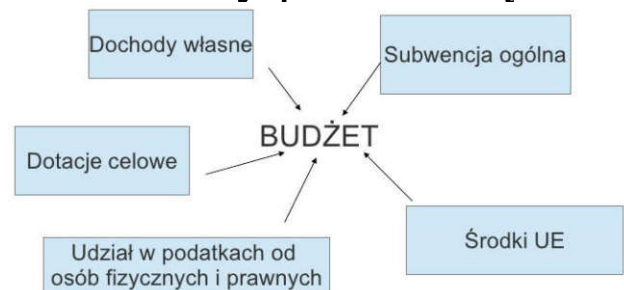 Dochody własne
Subwencja ogólna
BUDŻET
Dotacje celowe
Środki UE
Udział w podatkach od
osób fizycznych i prawnych